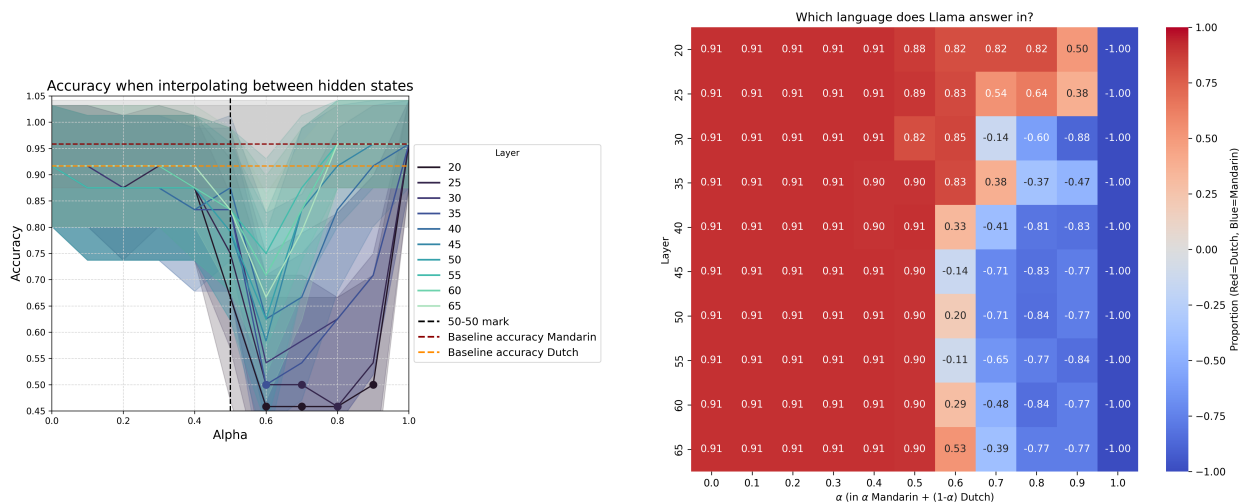 Accuracy when interpolating between hidden states
1.05
1.00
0.95
0.90
0.85
0.80
0.75
0.70
0.65
0.60
0.55
0.50
0.45
Accuracy
0.0 0.2 0.4 0.6 0.8 1.0
Alpha
Layer
20
25
30
35
40
45
50
55
60
65
50-50 mark
Baseline accuracy Mandarin
Baseline accuracy Dutch
Which language does Llama answer in?
20 0.91 0.91 0.91 0.91 0.91 0.88 0.82 0.82 0.82 0.50 -1.00
25 0.91 0.91 0.91 0.91 0.91 0.89 0.83 0.54 0.64 0.38 -1.00
30 0.91 0.91 0.91 0.91 0.91 0.82 0.85 -0.14 -0.60 -0.88 -1.00
35 0.91 0.91 0.91 0.91 0.90 0.90 0.83 0.38 -0.37 -0.47 -1.00
40 0.91 0.91 0.91 0.91 0.90 0.91 0.33 -0.41 -0.81 -0.83 -1.00
45 0.91 0.91 0.91 0.91 0.91 0.90 -0.14 -0.71 -0.83 -0.77 -1.00
50 0.91 0.91 0.91 0.91 0.91 0.90 0.20 -0.71 -0.84 -0.77 -1.00
55 0.91 0.91 0.91 0.91 0.91 0.90 -0.11 -0.65 -0.77 -0.84 -1.00
60 0.91 0.91 0.91 0.91 0.91 0.90 0.29 -0.48 -0.84 -0.77 -1.00
65 0.91 0.91 0.91 0.91 0.91 0.90 0.53 -0.39 -0.77 -0.77 -1.00
Layer
0.0 0.1 0.2 0.3 0.4 0.5 0.6 0.7 0.8 0.9 1.0
α (in α Mandarin + (1-α) Dutch)
1.00
0.75
0.50
0.25
0.00
−0.25
−0.50
−0.75
−1.00
Proportion (Red=Dutch, Blue=Mandarin)